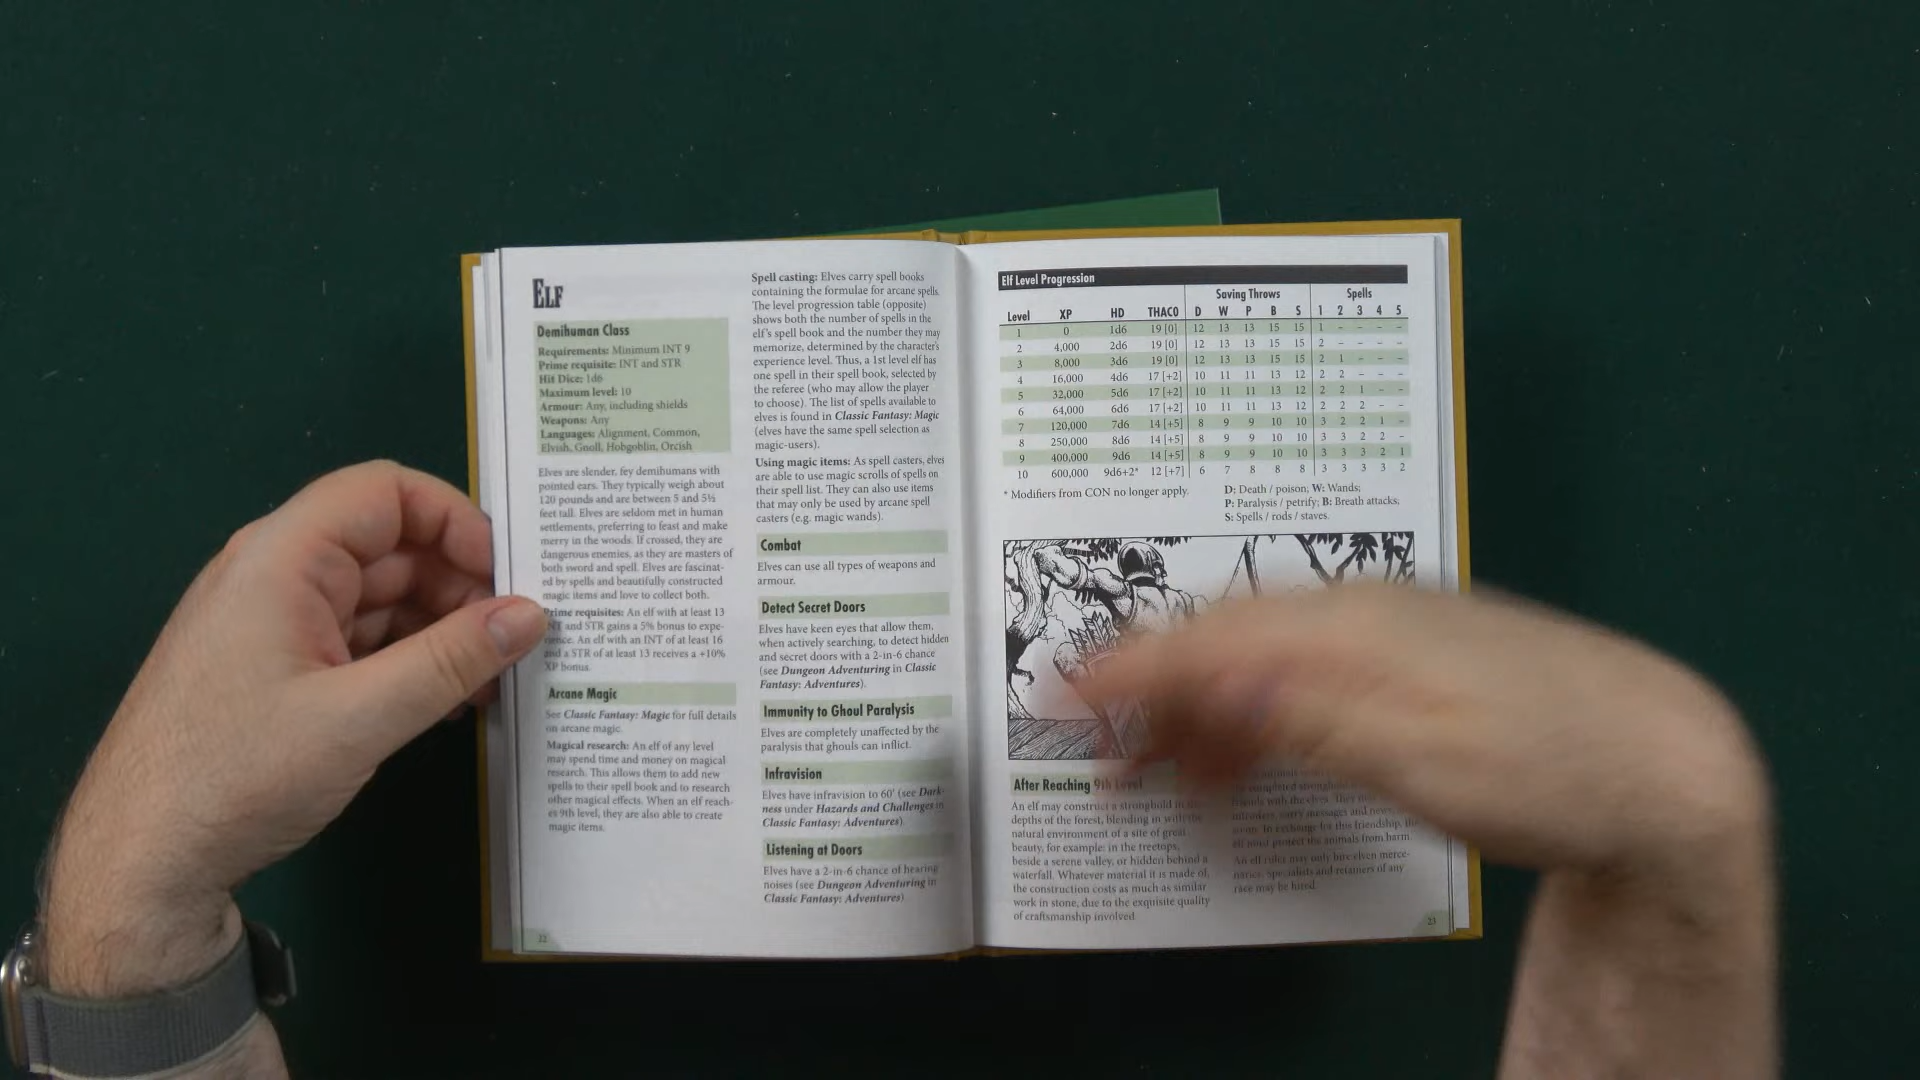 ELF
Demihuman Class
Requirements: Minimum INT 9
Prime requisite: INT and STR
Hit Dice: 1d6
Maximum level: 10
Armour: Any, including shields
Weapons: Any
Languages: Alignment, Common,
Elvish, Gnoll, Hobgoblin, Orcish
Elves are slender, fey demihumans with
pointed ears. They typically weigh about
120 pounds and are between 5 and 5½
feet tall. Elves are seldom met in human
settlements, preferring to feast and make
merry in the woods. If crossed, they are
dangerous enemies, as they are masters of
both sword and spell. Elves are fascinat-
ed by spells and beautifully constructed
magic items and love to collect both.
Prime requisites: An elf with at least 13
INT and STR gains a 5% bonus to expe-
rience. An elf with an INT of at least 16
and a STR of at least 13 receives a +10%
XP bonus.
Arcane Magic
See Classic Fantasy: Magic for full details
on arcane magic.
Magical research: An elf of any level
may spend time and money on magical
research. This allows them to add new
spells to their spell book and to research
other magical effects. When an elf reach-
es 9th level, they are also able to create
magic items.
22
Spell casting: Elves carry spell books
containing the formulae for arcane spells.
The level progression table (opposite)
shows both the number of spells in the
elf's spell book and the number they may
memorize, determined by the character's
experience level. Thus, a 1st level elf has
one spell in their spell book, selected by
the referee (who may allow the player
to choose). The list of spells available to
elves is found in Classic Fantasy: Magic
(elves have the same spell selection as
magic-users).
Using magic items: As spell casters, elves
are able to use magic scrolls of spells on
their spell list. They can also use items
that may only be used by arcane spell
casters (e.g. magic wands).
Combat
Elves can use all types of weapons and
armour.
Detect Secret Doors
Elves have keen eyes that allow them,
when actively searching, to detect hidden
and secret doors with a 2-in-6 chance
(see Dungeon Adventuring in Classic
Fantasy: Adventures).
Immunity to Ghoul Paralysis
Elves are completely unaffected by the
paralysis that ghouls can inflict.
Infravision
Elves have infravision to 60' (see Dark-
ness under Hazards and Challenges in
Classic Fantasy: Adventures).
Listening at Doors
Elves have a 2-in-6 chance of hearing
noises (see Dungeon Adventuring in
Classic Fantasy: Adventures).
Elf Level Progression
Saving Throws Spells
Level XP HD THAC0 D W P B S 1 2 3 4 5
1 0 1d6 19 [0] 12 13 13 15 15 1 – – – –
2 4,000 2d6 19 [0] 12 13 13 15 15 2 – – – –
3 8,000 3d6 19 [0] 12 13 13 15 15 2 1 – – –
4 16,000 4d6 17 [+2] 10 11 11 13 12 2 2 – – –
5 32,000 5d6 17 [+2] 10 11 11 13 12 2 2 1 – –
6 64,000 6d6 17 [+2] 10 11 11 13 12 2 2 2 – –
7 120,000 7d6 14 [+5] 8 9 9 10 10 3 2 2 1 –
8 250,000 8d6 14 [+5] 8 9 9 10 10 3 3 2 2 –
9 400,000 9d6 14 [+5] 8 9 9 10 10 3 3 3 2 1
10 600,000 9d6+2* 12 [+7] 6 7 8 8 8 3 3 3 3 2
* Modifiers from CON no longer apply.
D: Death / poison; W: Wands;
P: Paralysis / petrify; B: Breath attacks;
S: Spells / rods / staves.
After Reaching 9th Level
An elf may construct a stronghold in
depths of the forest, blending in with the
natural environment of a site of great
beauty, for example: in the treetops,
beside a serene valley, or hidden behind a
waterfall. Whatever material it is made of,
the construction costs as much as similar
work in stone, due to the exquisite quality
of craftsmanship involved.
animals
completed stronghold
friends with the elves. They
intruders, carry messages and news,
soon. In exchange for this friendship, the
elf must protect the animals from harm.
An elf ruler may only hire elven merce-
naries. Specialists and retainers of any
race may be hired.
23